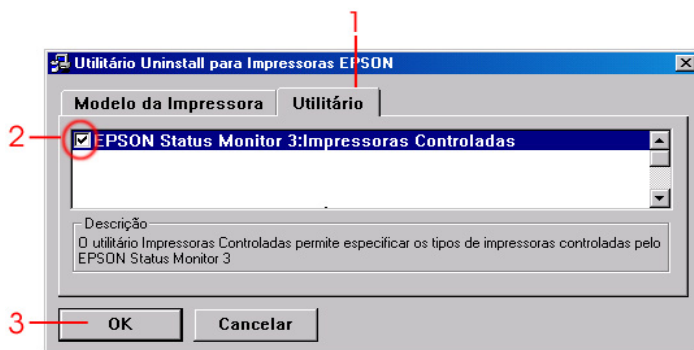 1
Utilitário Uninstall para Impressoras EPSON
Modelo da Impressora Utilitário
2
EPSON Status Monitor 3:Impressoras Controladas
Descrição
O utilitário Impressoras Controladas permite especificar os tipos de impressoras controladas pelo
EPSON Status Monitor 3
3
OK Cancelar